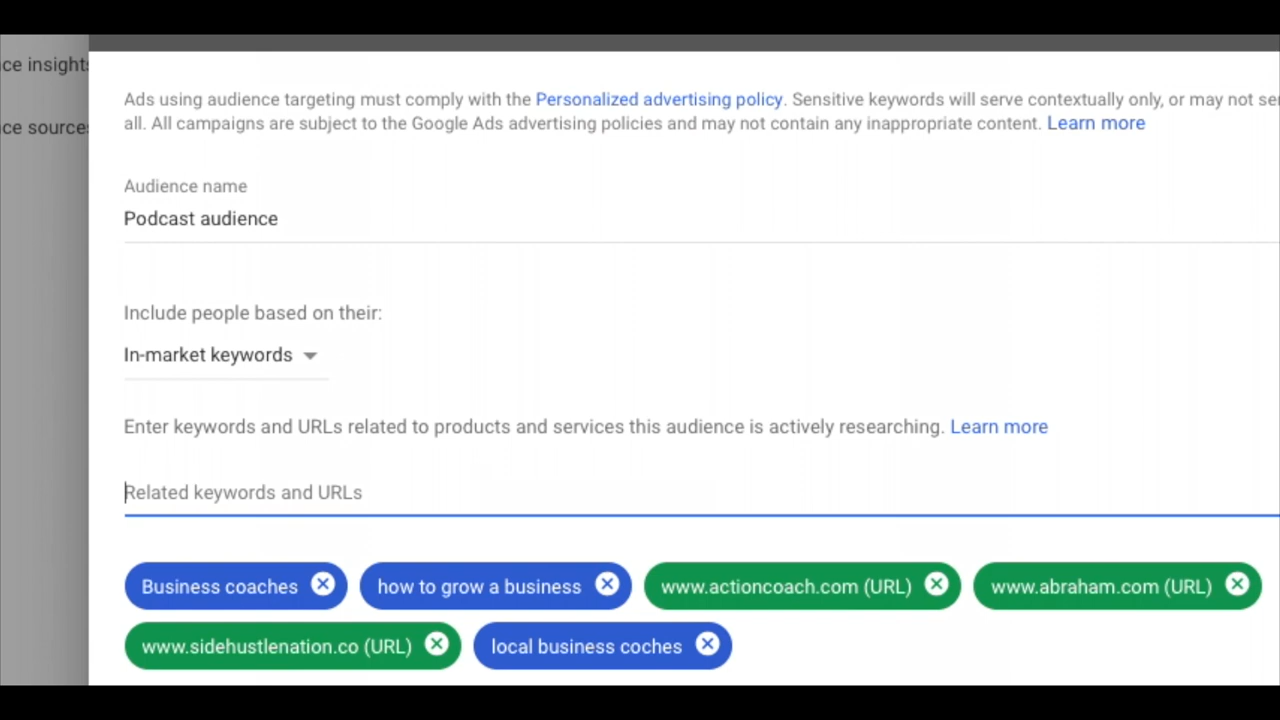 ce insights
ce sources
Ads using audience targeting must comply with the Personalized advertising policy. Sensitive keywords will serve contextually only, or may not se
all. All campaigns are subject to the Google Ads advertising policies and may not contain any inappropriate content. Learn more
Audience name
Podcast audience
Include people based on their:
In-market keywords
Enter keywords and URLs related to products and services this audience is actively researching. Learn more
Related keywords and URLs
Business coaches how to grow a business www.actioncoach.com (URL) www.abraham.com (URL)
www.sidehustlenation.co (URL) local business coches